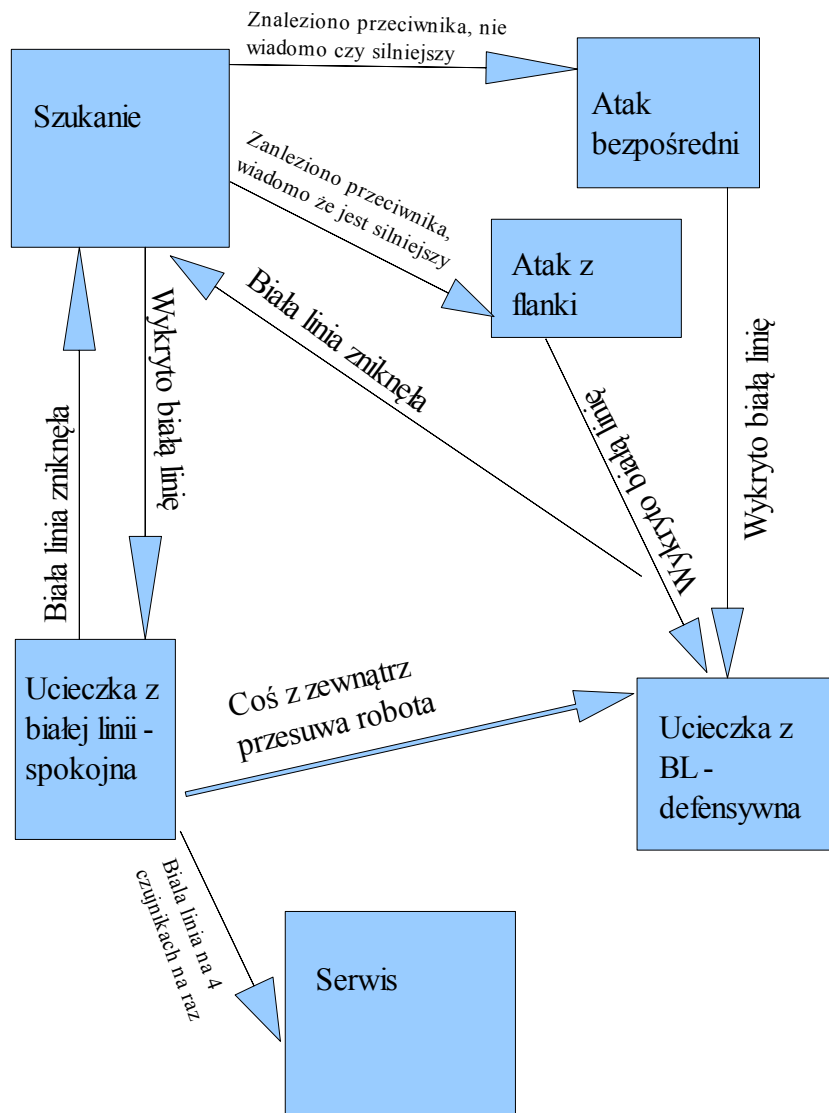 Znaleziono przeciwnika, nie
wiadomo czy silniejszy
Szukanie
Atak
bezpośredni
Zanleziono przeciwnika,
wiadomo że jest silniejszy
Atak z
flanki
Biała linia zniknęła
Wykryto białą linię
Wykryto białą linię
Wykryto białą linię
Biała linia zniknęła
Ucieczka z
białej linii -
spokojna
Coś z zewnątrz
przesuwa robota
Ucieczka z
BL -
defensywna
Biala linia na 4
czujnikach na raz
Serwis